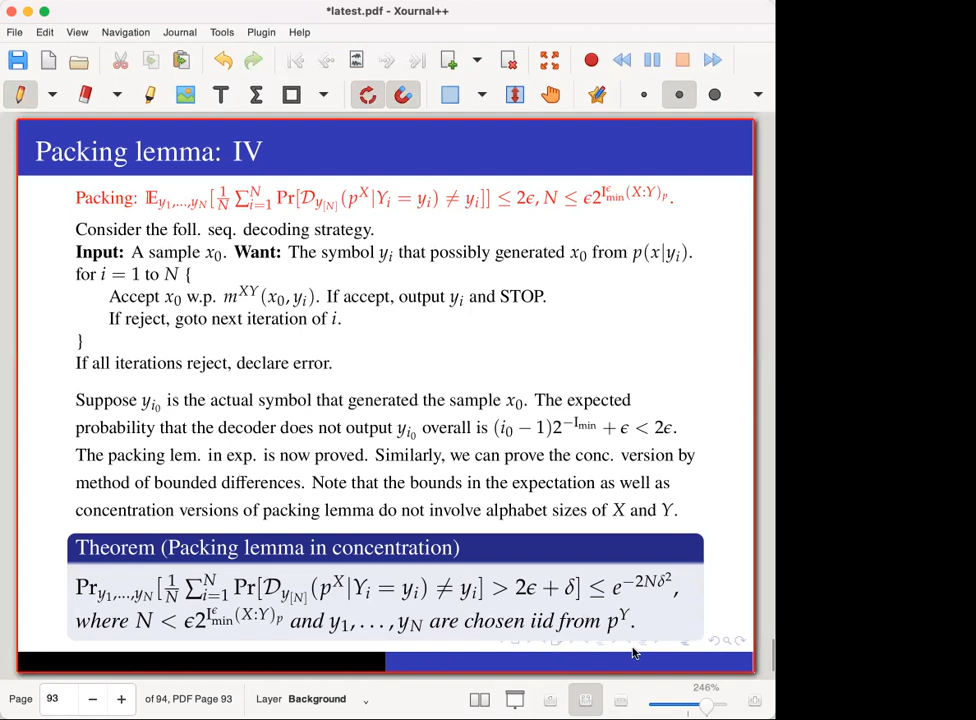 *latest.pdf - Xournal++
File Edit View Navigation Journal Tools Plugin Help
Packing lemma: IV
Packing: 𝔼_{y_1,...,y_N}[\frac{1}{N} ∑_{i=1}^{N} Pr[𝒟_{y_{[N]}}(p^X|Y_i = y_i) ≠ y_i]] ≤ 2ϵ, N ≤ ϵ2^{I^ϵ_{min}(X:Y)_p}.
Consider the foll. seq. decoding strategy.
Input: A sample x_0. Want: The symbol y_i that possibly generated x_0 from p(x|y_i).
for i = 1 to N {
Accept x_0 w.p. m^{XY}(x_0, y_i). If accept, output y_i and STOP.
If reject, goto next iteration of i.
}
If all iterations reject, declare error.
Suppose y_{i_0} is the actual symbol that generated the sample x_0. The expected
probability that the decoder does not output y_{i_0} overall is (i_0 − 1)2^{−I_{min}} + ϵ < 2ϵ.
The packing lem. in exp. is now proved. Similarly, we can prove the conc. version by
method of bounded differences. Note that the bounds in the expectation as well as
concentration versions of packing lemma do not involve alphabet sizes of X and Y.
Theorem (Packing lemma in concentration)
Pr_{y_1,...,y_N}[\frac{1}{N} ∑_{i=1}^{N} Pr[𝒟_{y_{[N]}}(p^X|Y_i = y_i) ≠ y_i] > 2ϵ + δ] ≤ e^{−2Nδ^2},
where N < ϵ2^{I^ϵ_{min}(X:Y)_p} and y_1, . . . , y_N are chosen iid from p^Y.
Page 93 of 94, PDF Page 93 Layer Background 246%